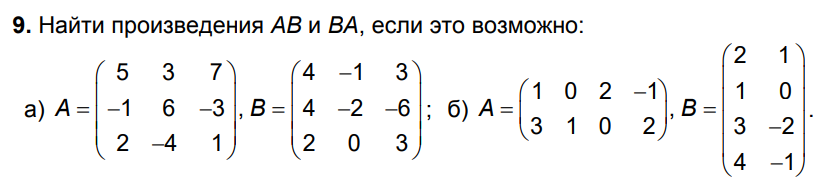 9. Найти произведения AB и BA, если это возможно:
а) A = ( 5 3 7 ; –1 6 –3 ; 2 –4 1 ), B = ( 4 –1 3 ; 4 –2 –6 ; 2 0 3 ); б) A = ( 1 0 2 –1 ; 3 1 0 2 ), B = ( 2 1 ; 1 0 ; 3 –2 ; 4 –1 ).